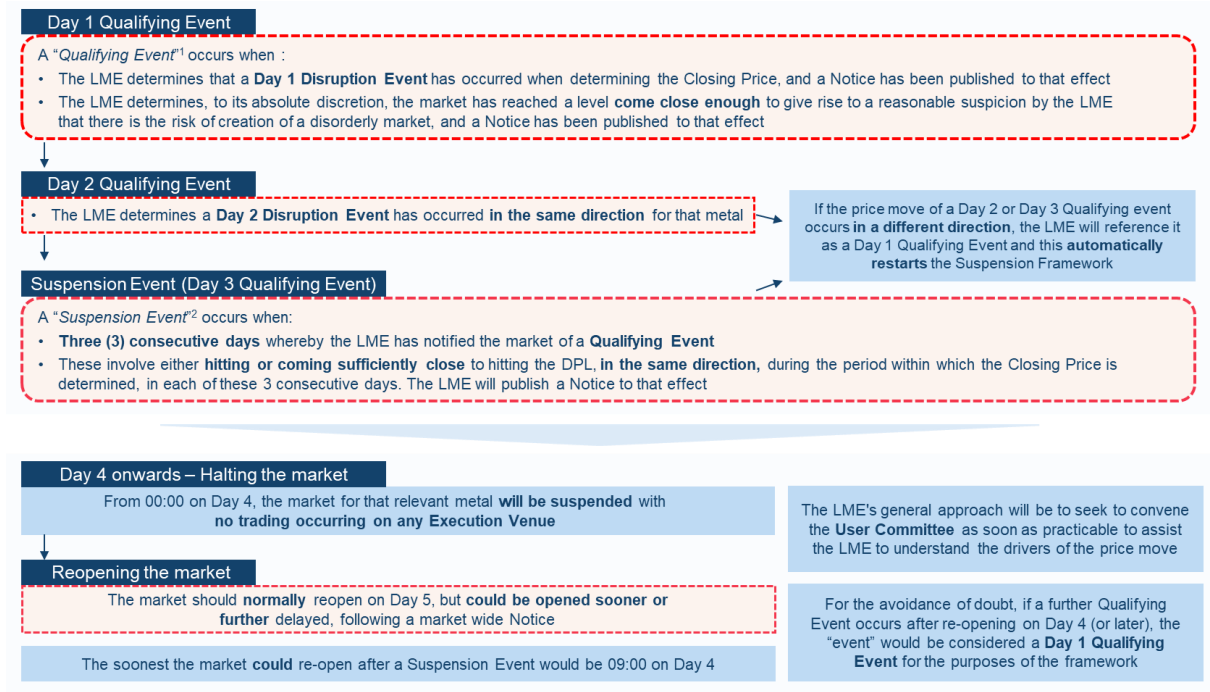 Day 1 Qualifying Event
A “Qualifying Event”1 occurs when :
• The LME determines that a Day 1 Disruption Event has occurred when determining the Closing Price, and a Notice has been published to that effect
• The LME determines, to its absolute discretion, the market has reached a level come close enough to give rise to a reasonable suspicion by the LME
that there is the risk of creation of a disorderly market, and a Notice has been published to that effect
Day 2 Qualifying Event
• The LME determines a Day 2 Disruption Event has occurred in the same direction for that metal
If the price move of a Day 2 or Day 3 Qualifying event
occurs in a different direction, the LME will reference it
as a Day 1 Qualifying Event and this automatically
restarts the Suspension Framework
Suspension Event (Day 3 Qualifying Event)
A “Suspension Event”2 occurs when:
• Three (3) consecutive days whereby the LME has notified the market of a Qualifying Event
• These involve either hitting or coming sufficiently close to hitting the DPL, in the same direction, during the period within which the Closing Price is
determined, in each of these 3 consecutive days. The LME will publish a Notice to that effect
Day 4 onwards – Halting the market
From 00:00 on Day 4, the market for that relevant metal will be suspended with
no trading occurring on any Execution Venue
The LME's general approach will be to seek to convene
the User Committee as soon as practicable to assist
the LME to understand the drivers of the price move
Reopening the market
The market should normally reopen on Day 5, but could be opened sooner or
further delayed, following a market wide Notice
The soonest the market could re-open after a Suspension Event would be 09:00 on Day 4
For the avoidance of doubt, if a further Qualifying
Event occurs after re-opening on Day 4 (or later), the
“event” would be considered a Day 1 Qualifying
Event for the purposes of the framework